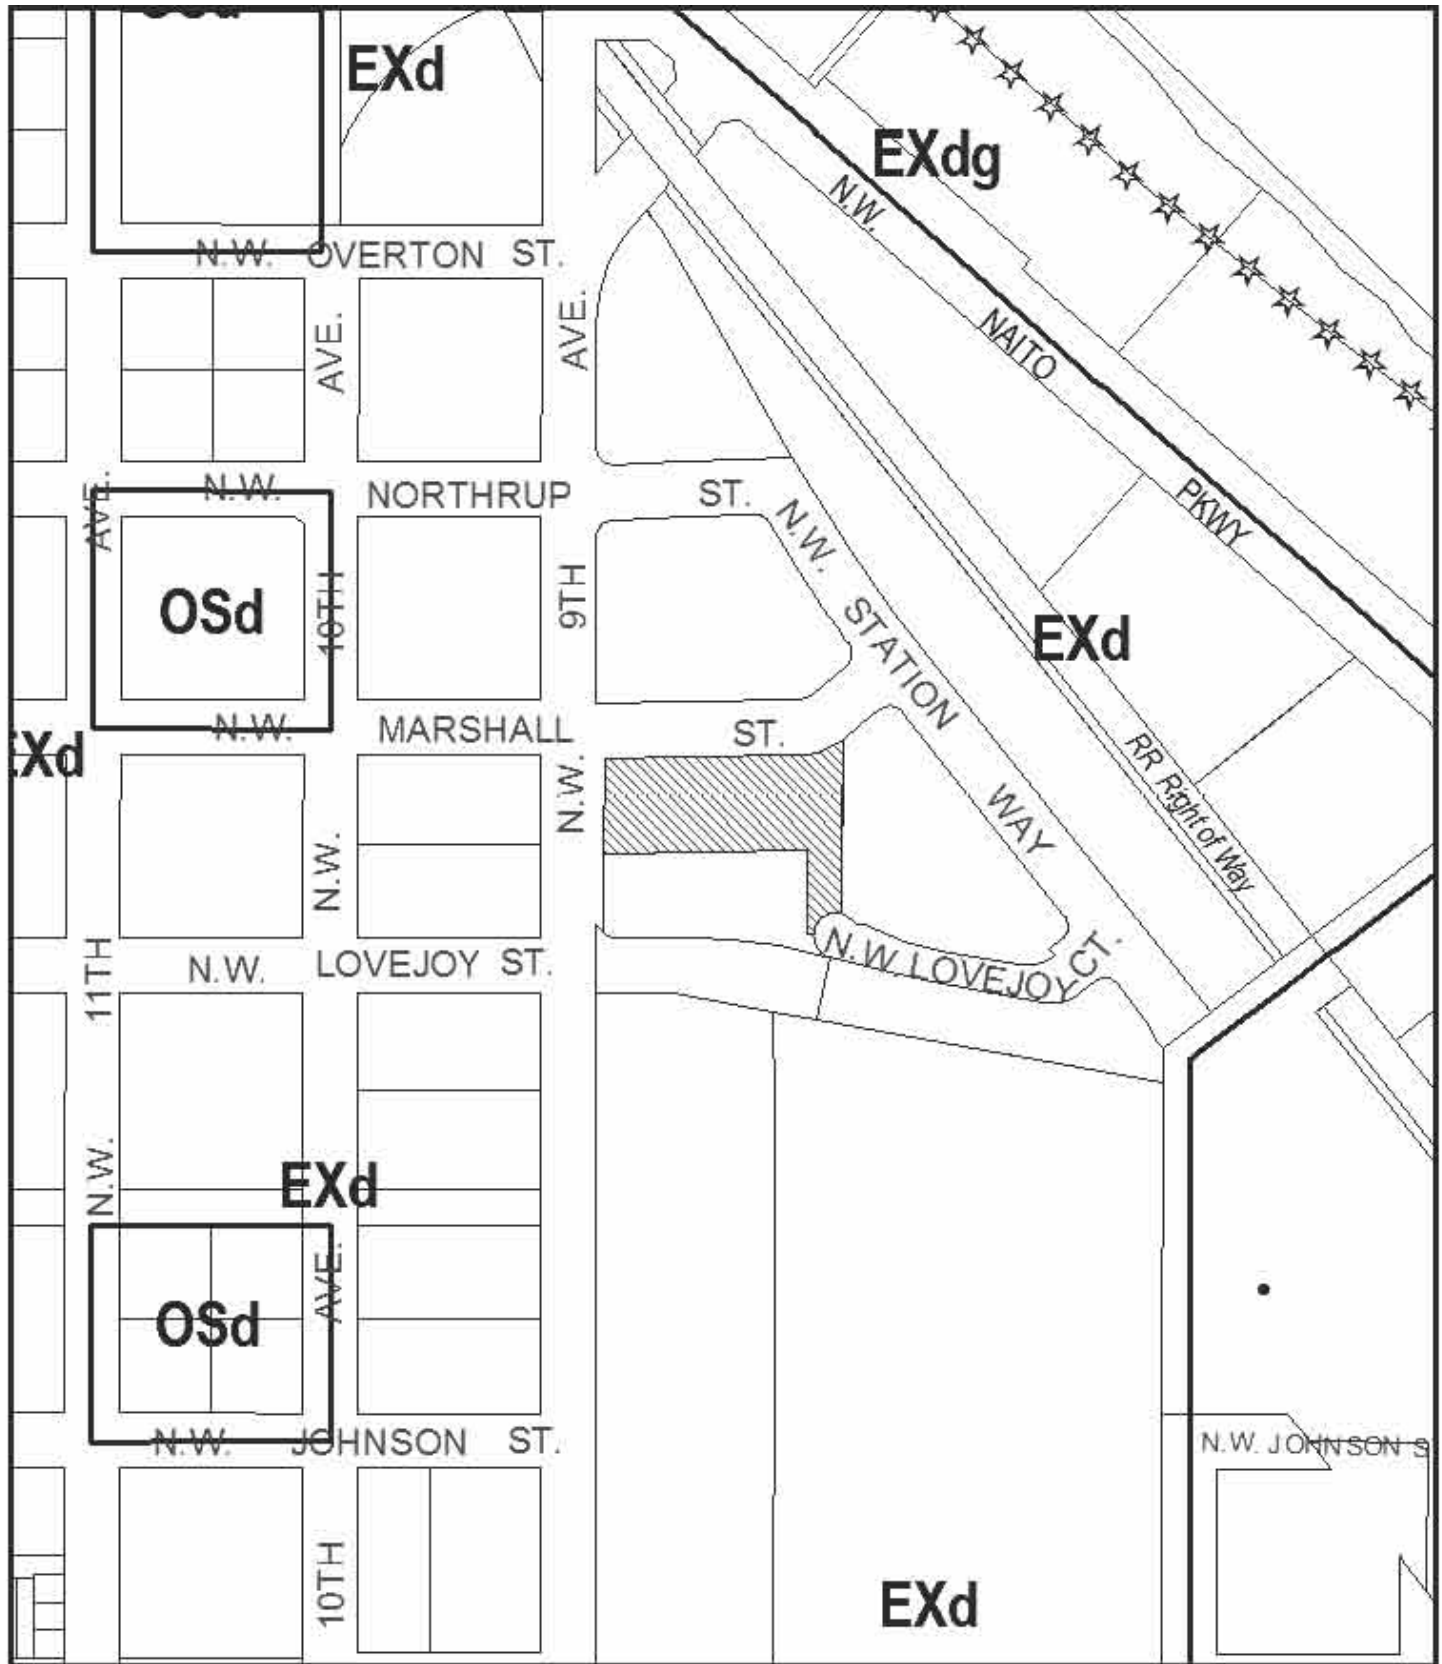 OSd
EXd
EXdg
N.W.
N.W. OVERTON ST.
AVE.
AVE.
NAITO
AVE.
N.W. NORTHRUP ST.
PKWY
N.W.
OSd
10TH
9TH
STATION
EXd
N.W. MARSHALL ST.
EXd
N.W.
WAY
RR Right of Way
N.W.
11TH
N.W. LOVEJOY ST.
N.W. LOVEJOY CT.
N.W.
EXd
AVE.
OSd
N.W. JOHNSON ST.
N.W. JOHNSON S
10TH
EXd